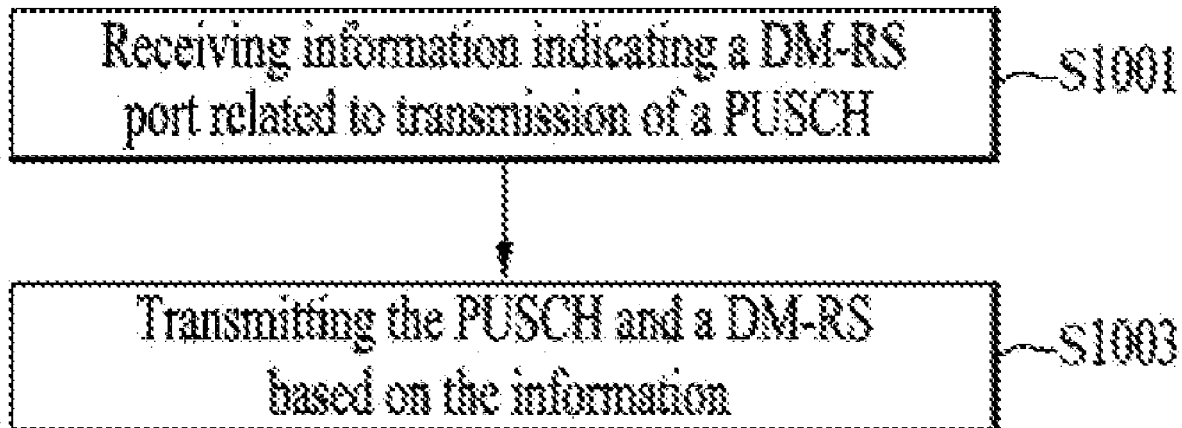 Receiving information indicating a DM-RS
port related to transmission of a PUSCH
S1001
Transmitting the PUSCH and a DM-RS
based on the information
S1003